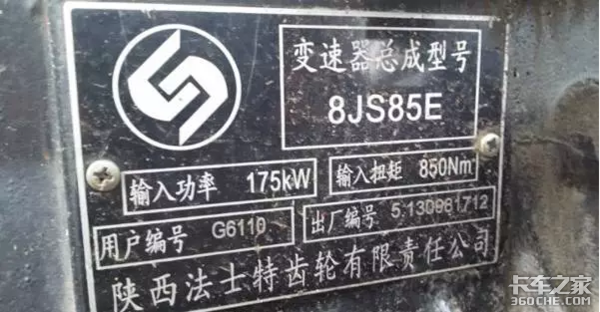 变速器总成型号
8JS85E
输入功率 175kW 输入扭矩 850Nm
用户编号 G6110 出厂编号 5.130981712
陕西法士特齿轮有限责任公司
卡车之家
360che.com